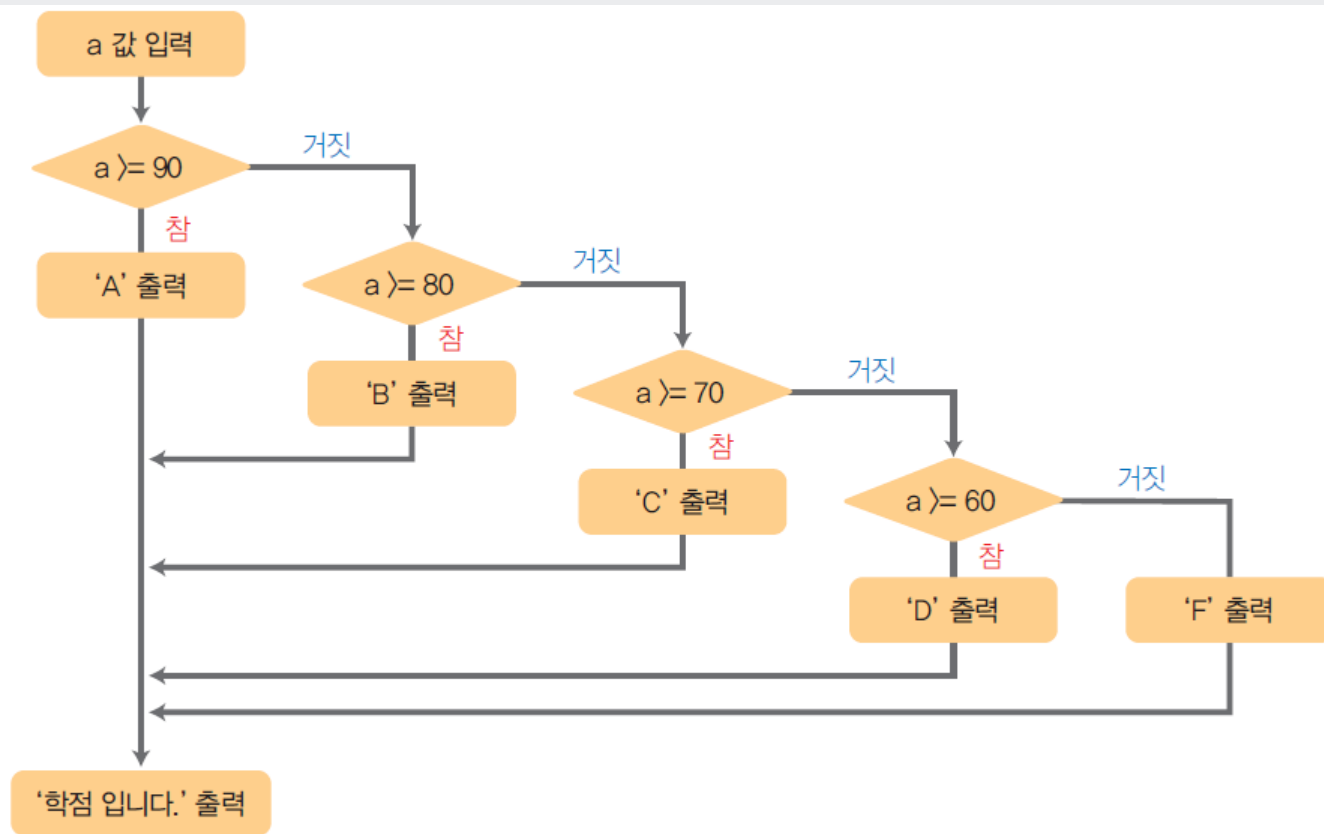 a 값 입력
a >= 90
거짓
참
'A' 출력
a >= 80
거짓
참
'B' 출력
a >= 70
거짓
참
'C' 출력
a >= 60
거짓
참
'D' 출력
'F' 출력
'학점 입니다.' 출력